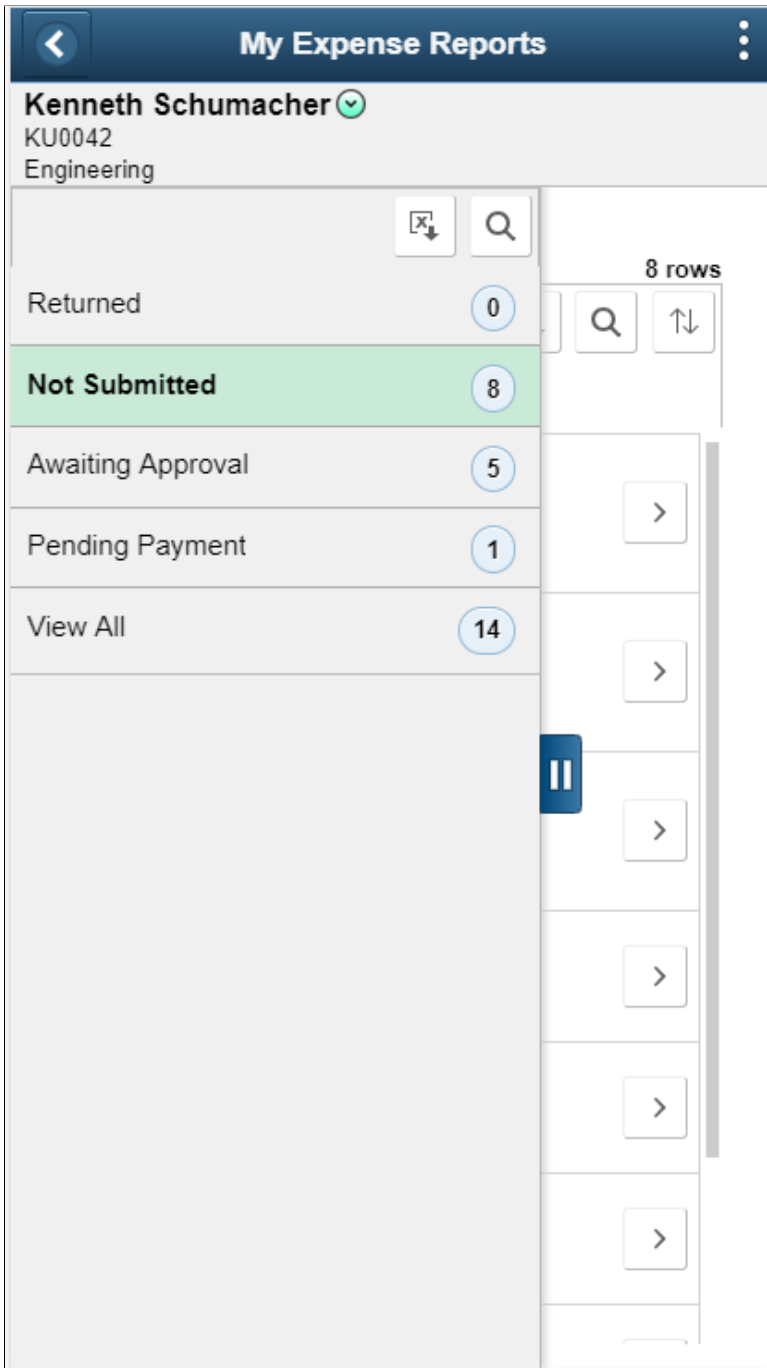 My Expense Reports
Kenneth Schumacher
KU0042
Engineering
8 rows
Returned 0
Not Submitted 8
Awaiting Approval 5
Pending Payment 1
View All 14